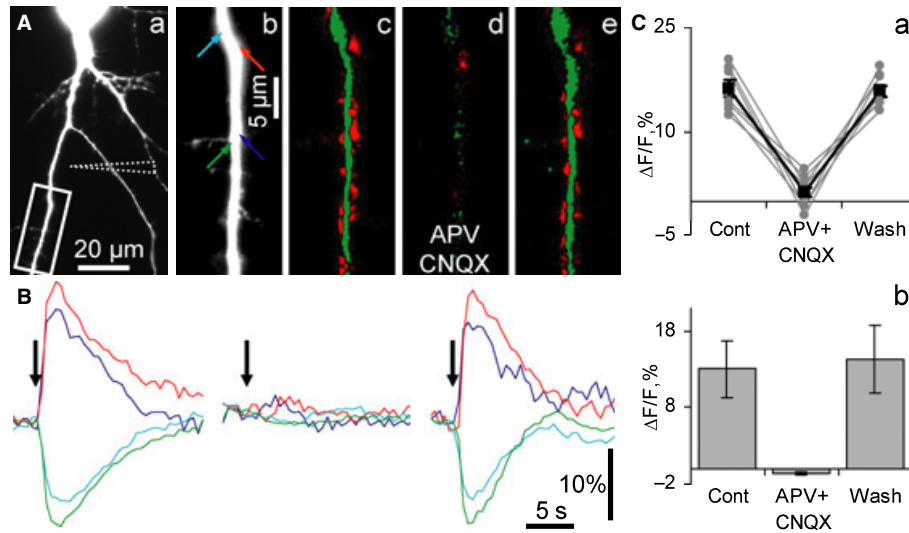 A
a
20 µm
b
5 µm
c
d
APV
CNQX
e
B
10%
5 s
C
a
ΔF/F,%
25
10
–5
Cont
APV+
CNQX
Wash
b
ΔF/F,%
18
8
–2
Cont
APV+
CNQX
Wash